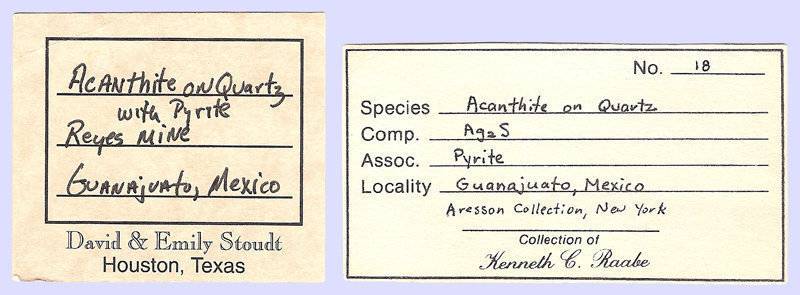 Acanthite on Quartz
with Pyrite
Reyes Mine
Guanajuato, Mexico
David & Emily Stoudt
Houston, Texas
No. 18
Species Acanthite on Quartz
Comp. Ag2S
Assoc. Pyrite
Locality Guanajuato, Mexico
Aresson Collection, New York
Collection of
Kenneth C. Raabe